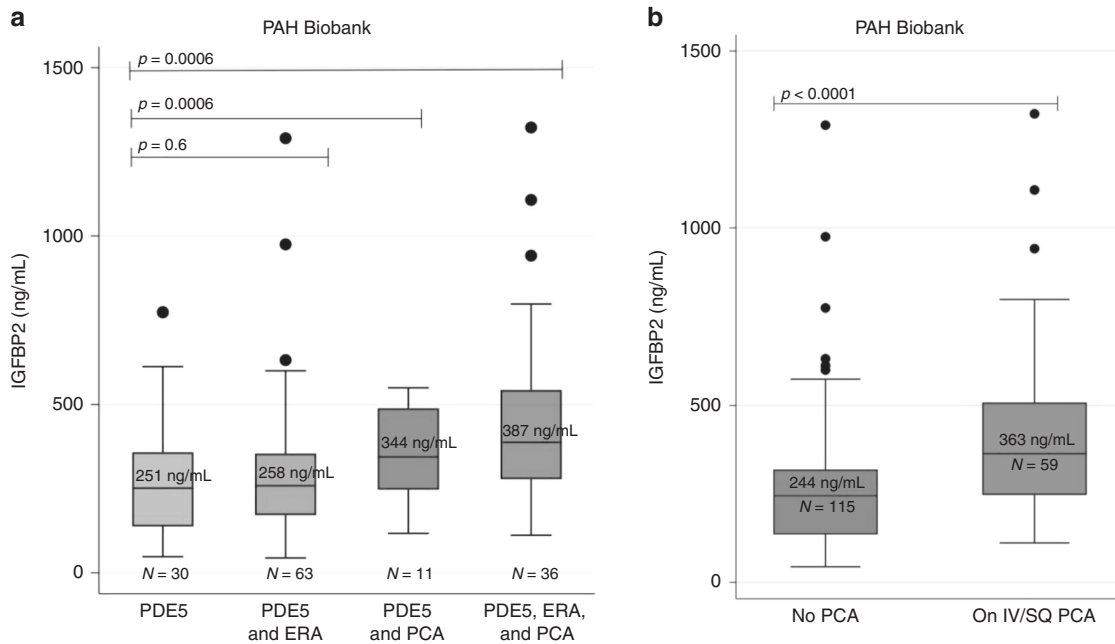 a
PAH Biobank
1500
p = 0.0006
p = 0.0006
p = 0.6
1000
IGFBP2 (ng/mL)
500
251 ng/mL
258 ng/mL
344 ng/mL
387 ng/mL
0
N = 30
N = 63
N = 11
N = 36
PDE5
PDE5
and ERA
PDE5
and PCA
PDE5, ERA,
and PCA
b
PAH Biobank
1500
p < 0.0001
1000
IGFBP2 (ng/mL)
500
244 ng/mL
N = 115
363 ng/mL
N = 59
0
No PCA
On IV/SQ PCA